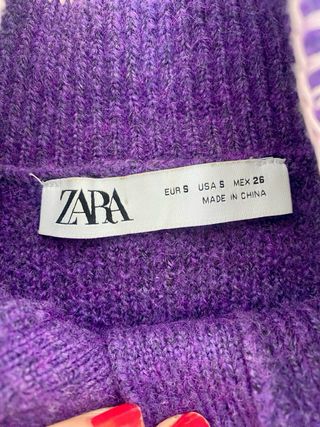 ZARA
EUR S USA S MEX 26
MADE IN CHINA